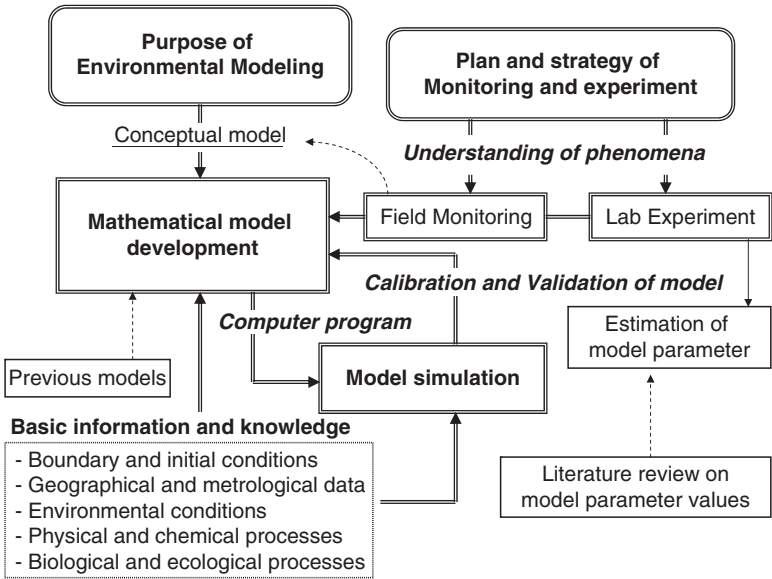 Purpose of
Environmental Modeling
Plan and strategy of
Monitoring and experiment
Conceptual model
Understanding of phenomena
Mathematical model
development
Field Monitoring
Lab Experiment
Calibration and Validation of model
Computer program
Estimation of
model parameter
Previous models
Model simulation
Basic information and knowledge
- Boundary and initial conditions
- Geographical and metrological data
- Environmental conditions
- Physical and chemical processes
- Biological and ecological processes
Literature review on
model parameter values